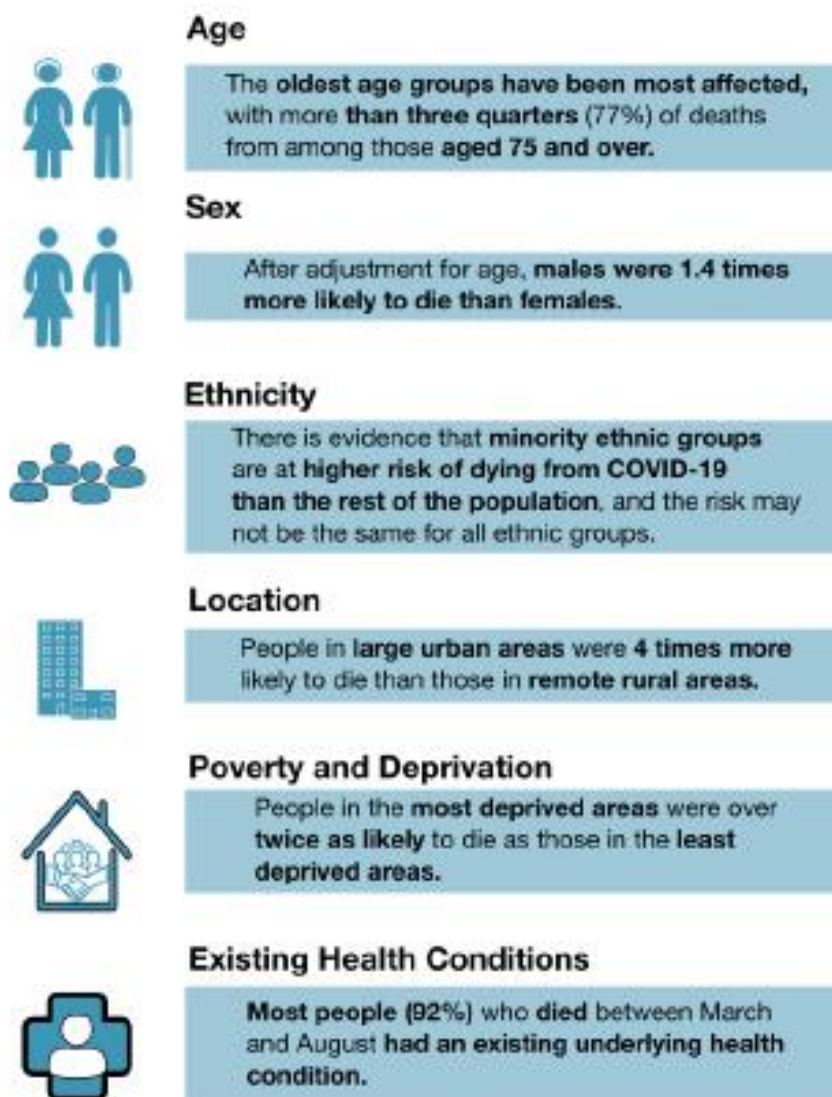 Age
The oldest age groups have been most affected,
with more than three quarters (77%) of deaths
from among those aged 75 and over.
Sex
After adjustment for age, males were 1.4 times
more likely to die than females.
Ethnicity
There is evidence that minority ethnic groups
are at higher risk of dying from COVID-19
than the rest of the population, and the risk may
not be the same for all ethnic groups.
Location
People in large urban areas were 4 times more
likely to die than those in remote rural areas.
Poverty and Deprivation
People in the most deprived areas were over
twice as likely to die as those in the least
deprived areas.
Existing Health Conditions
Most people (92%) who died between March
and August had an existing underlying health
condition.